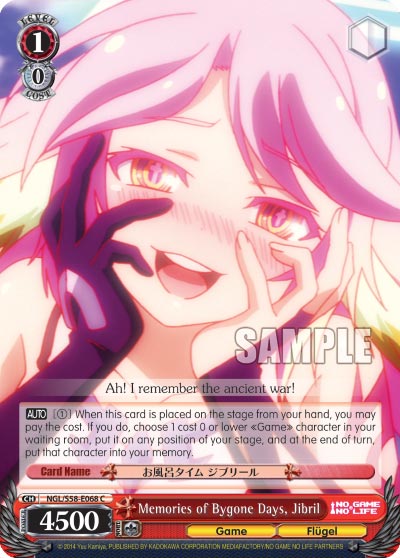 LEVEL
1
0
COST
SAMPLE
Ah! I remember the ancient war!
AUTO [①] When this card is placed on the stage from your hand, you may
pay the cost. If you do, choose 1 cost 0 or lower «Game» character in your
waiting room, put it on any position of your stage, and at the end of turn,
put that character into memory.
Card Name お風呂タイム ジブリール
CH NGL/S58-E068 C
POWER 4500 Memories of Bygone Days, Jibril NO GAME NO LIFE
Game Flügel
© 2014 Yuu Kamiya, PUBLISHED BY KADOKAWA CORPORATION MEDIAFACTORY/NO GAME NO LIFE PARTNERS